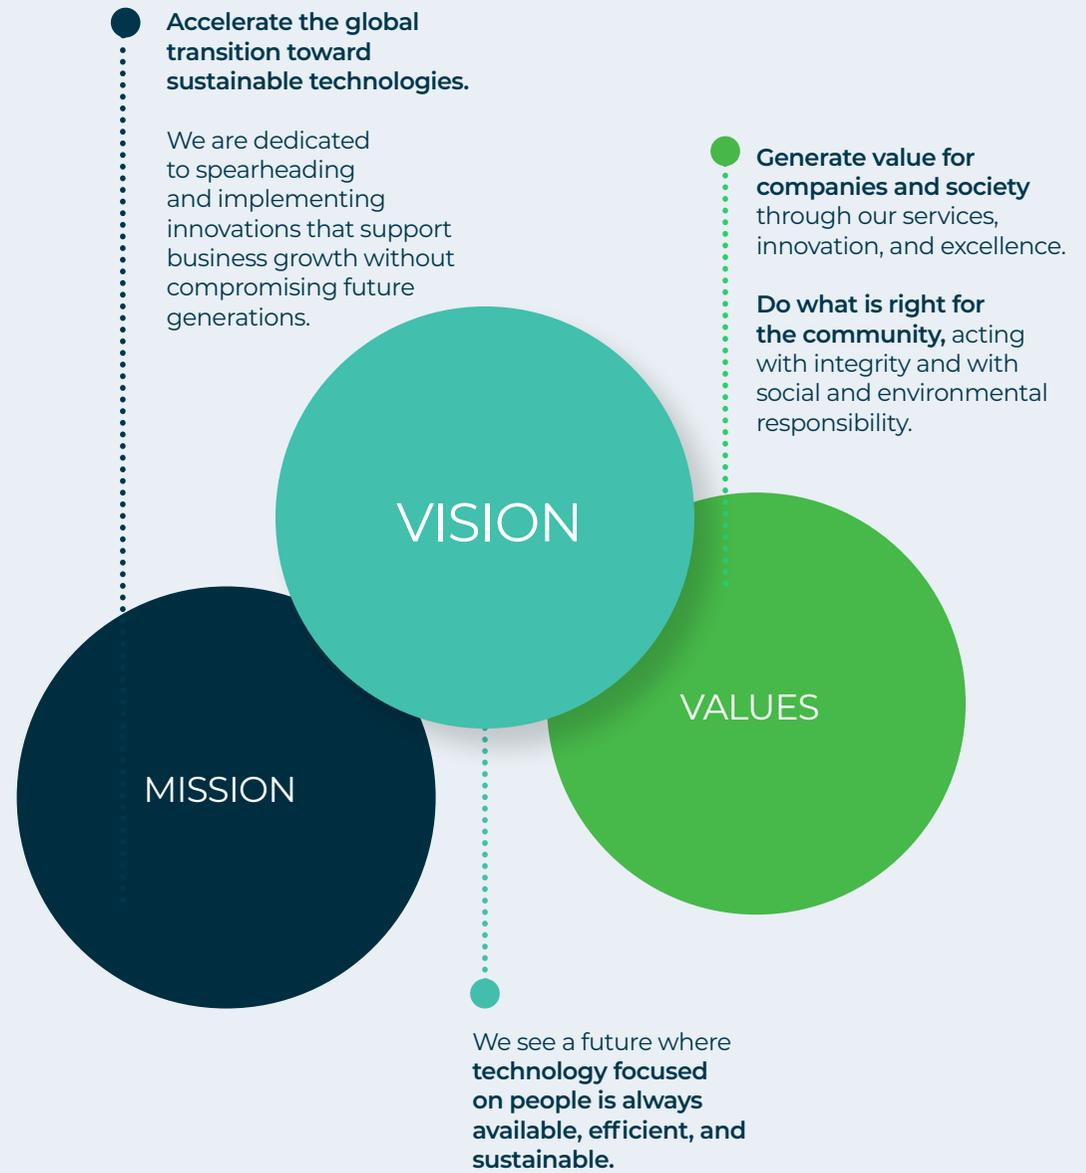 Accelerate the global
transition toward
sustainable technologies.
We are dedicated
to spearheading
and implementing
innovations that support
business growth without
compromising future
generations.
Generate value for
companies and society
through our services,
innovation, and excellence.
Do what is right for
the community, acting
with integrity and with
social and environmental
responsibility.
VISION
VALUES
MISSION
We see a future where
technology focused
on people is always
available, efficient, and
sustainable.